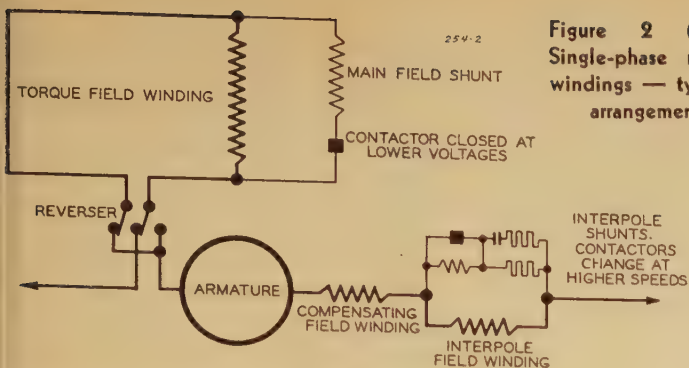 254-2
Figure 2 (
Single-phase
windings — ty
arrangemen
TORQUE FIELD WINDING
MAIN FIELD SHUNT
CONTACTOR CLOSED AT
LOWER VOLTAGES
REVERSER
ARMATURE
COMPENSATING
FIELD WINDING
INTERPOLE
FIELD WINDING
INTERPOLE
SHUNTS.
CONTACTORS
CHANGE AT
HIGHER SPEEDS